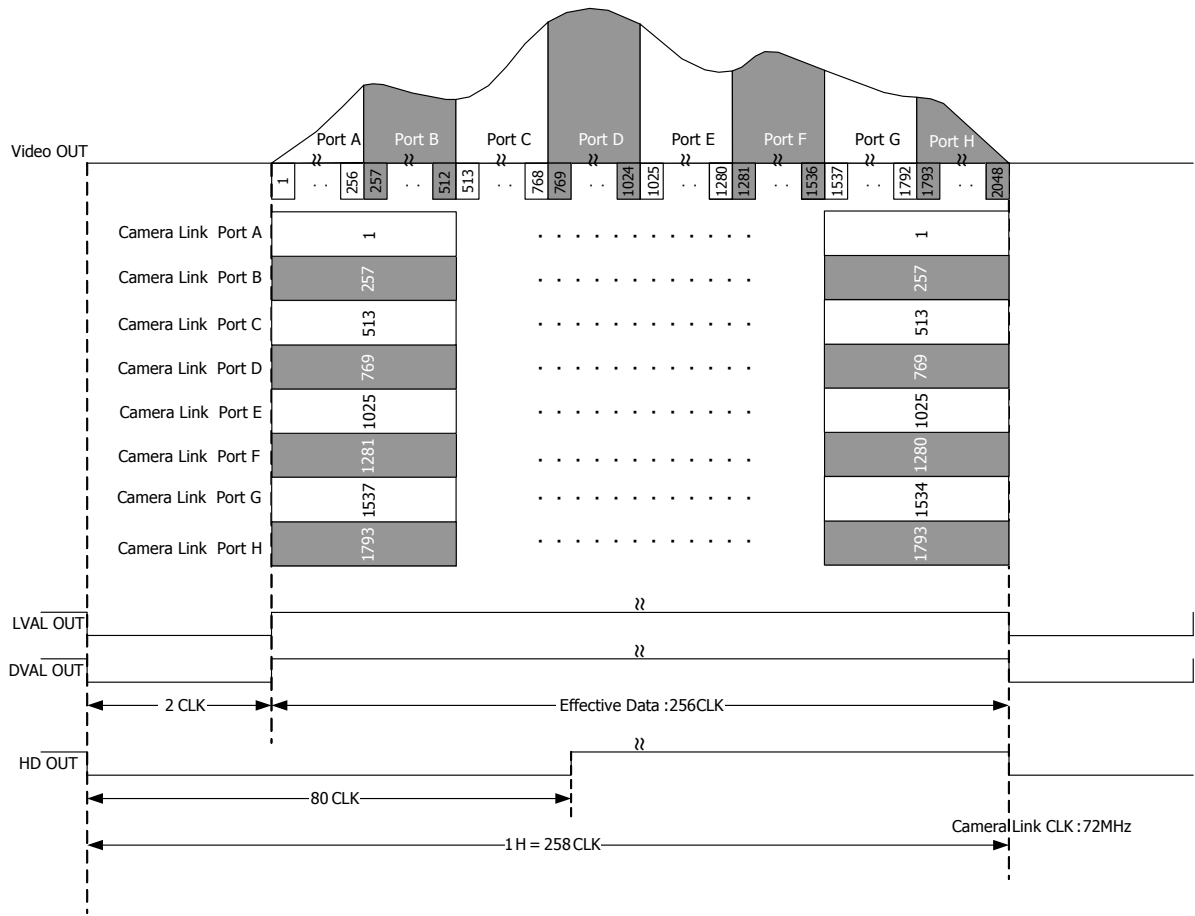 Port A Port B Port C Port D Port E Port F Port G Port H
Video OUT
1 . . 256 257 . . 512 513 . . 768 769 . . 1024 1025 . . 1280 1281 . . 1536 1537 . . 1792 1793 . . 2048
Camera Link Port A 1 . . . . . . . . . . . . 1
Camera Link Port B 257 . . . . . . . . . . . . 257
Camera Link Port C 513 . . . . . . . . . . . . 513
Camera Link Port D 769 . . . . . . . . . . . . 769
Camera Link Port E 1025 . . . . . . . . . . . . 1025
Camera Link Port F 1281 . . . . . . . . . . . . 1280
Camera Link Port G 1537 . . . . . . . . . . . . 1534
Camera Link Port H 1793 . . . . . . . . . . . . 1793
LVAL OUT
DVAL OUT
2 CLK Effective Data :256CLK
HD OUT
80 CLK
Camera Link CLK :72MHz
1 H = 258 CLK